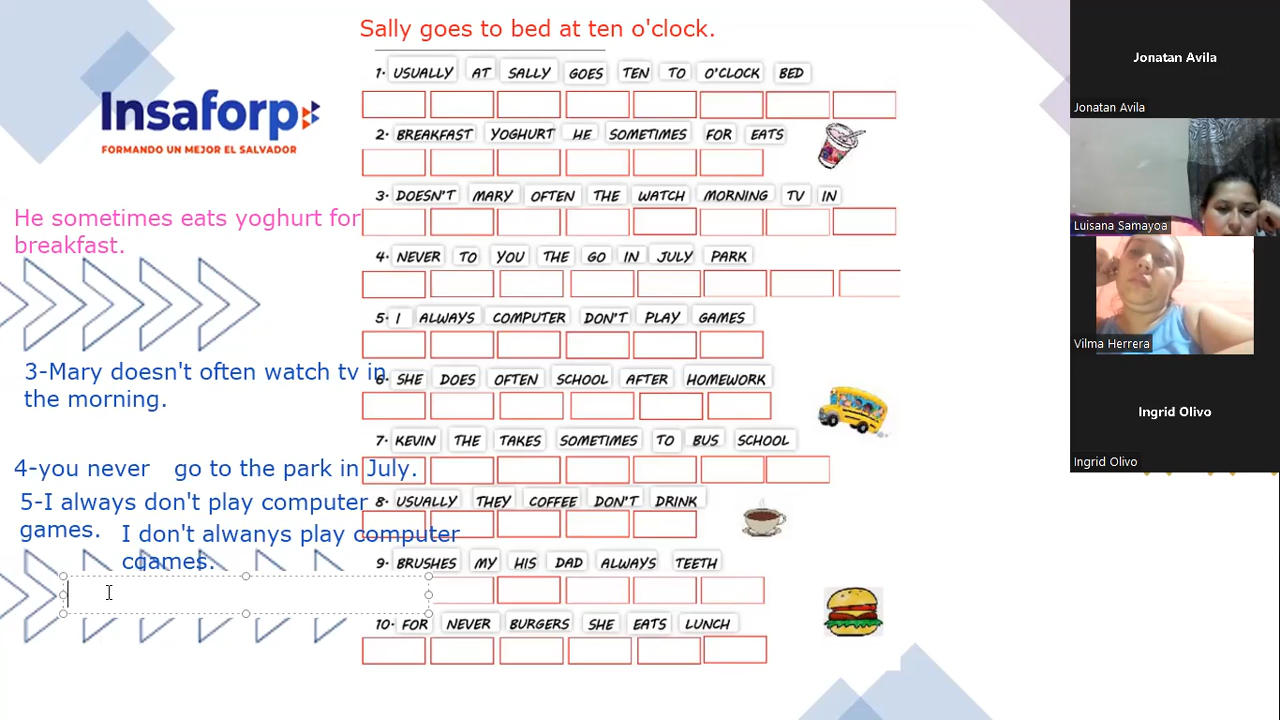 Sally goes to bed at ten o'clock.
Insaforp
FORMANDO UN MEJOR EL SALVADOR
1. USUALLY AT SALLY GOES TEN TO O'CLOCK BED
2. BREAKFAST YOGHURT HE SOMETIMES FOR EATS
3. DOESN'T MARY OFTEN THE WATCH MORNING TV IN
4. NEVER TO YOU THE GO IN JULY PARK
5. I ALWAYS COMPUTER DON'T PLAY GAMES
6. SHE DOES OFTEN SCHOOL AFTER HOMEWORK
7. KEVIN THE TAKES SOMETIMES TO BUS SCHOOL
8. USUALLY THEY COFFEE DON'T DRINK
9. BRUSHES MY HIS DAD ALWAYS TEETH
10. FOR NEVER BURGERS SHE EATS LUNCH
He sometimes eats yoghurt for
breakfast.
3-Mary doesn't often watch tv in
the morning.
4-you never go to the park in July.
5-I always don't play computer
games.
I don't alwanys play computer
cgames.
Jonatan Avila
Jonatan Avila
Luisana Samayoa
Vilma Herrera
Ingrid Olivo
Ingrid Olivo